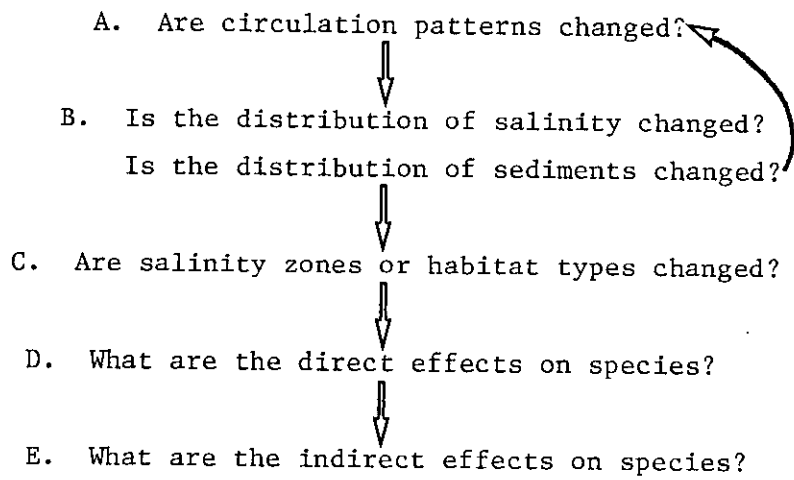 A. Are circulation patterns changed?
B. Is the distribution of salinity changed?
Is the distribution of sediments changed?
C. Are salinity zones or habitat types changed?
D. What are the direct effects on species?
E. What are the indirect effects on species?